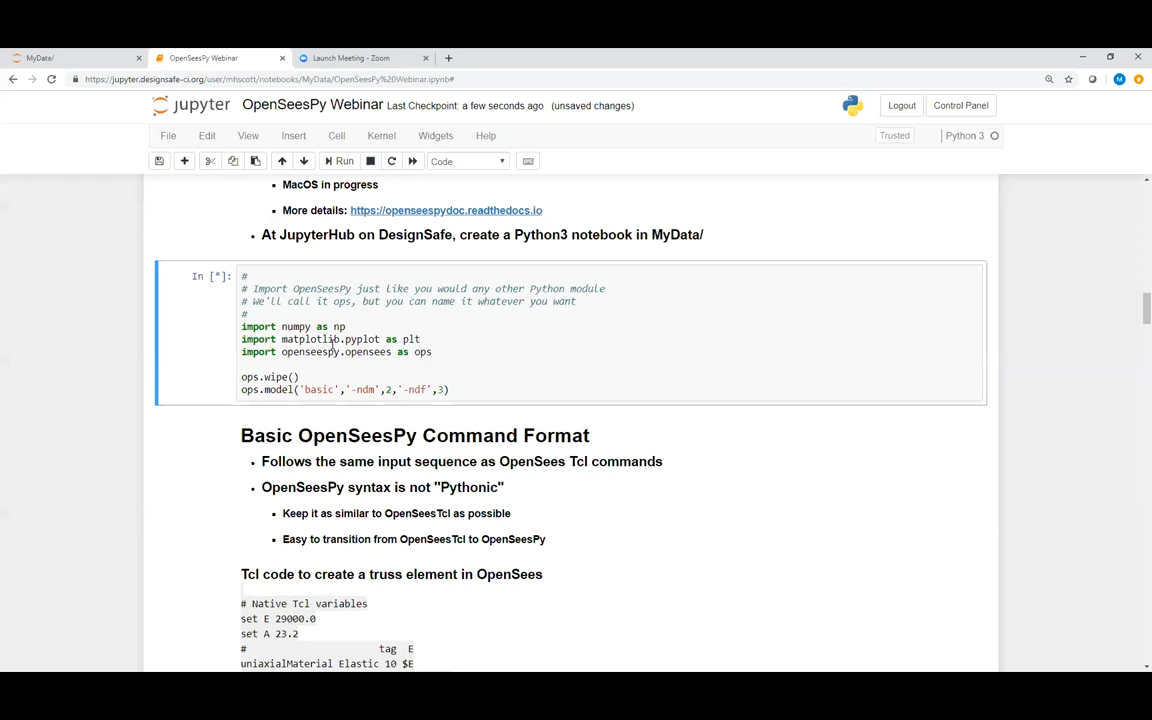 MyData/
OpenSeesPy Webinar
Launch Meeting - Zoom
https://jupyter.designsafe-ci.org/user/mhscott/notebooks/MyData/OpenSeesPy%20Webinar.ipynb#
M
jupyter OpenSeesPy Webinar Last Checkpoint: a few seconds ago (unsaved changes)
Logout Control Panel
File Edit View Insert Cell Kernel Widgets Help
Trusted Python 3
Run Code
MacOS in progress
More details: https://openseespydoc.readthedocs.io
At JupyterHub on DesignSafe, create a Python3 notebook in MyData/
In [*]: #
# Import OpenSeesPy just like you would any other Python module
# We'll call it ops, but you can name it whatever you want
#
import numpy as np
import matplotlib.pyplot as plt
import openseespy.opensees as ops
ops.wipe()
ops.model('basic','-ndm',2,'-ndf',3)
Basic OpenSeesPy Command Format
Follows the same input sequence as OpenSees Tcl commands
OpenSeesPy syntax is not "Pythonic"
Keep it as similar to OpenSeesTcl as possible
Easy to transition from OpenSeesTcl to OpenSeesPy
Tcl code to create a truss element in OpenSees
# Native Tcl variables
set E 29000.0
set A 23.2
# tag E
uniaxialMaterial Elastic 10 $E